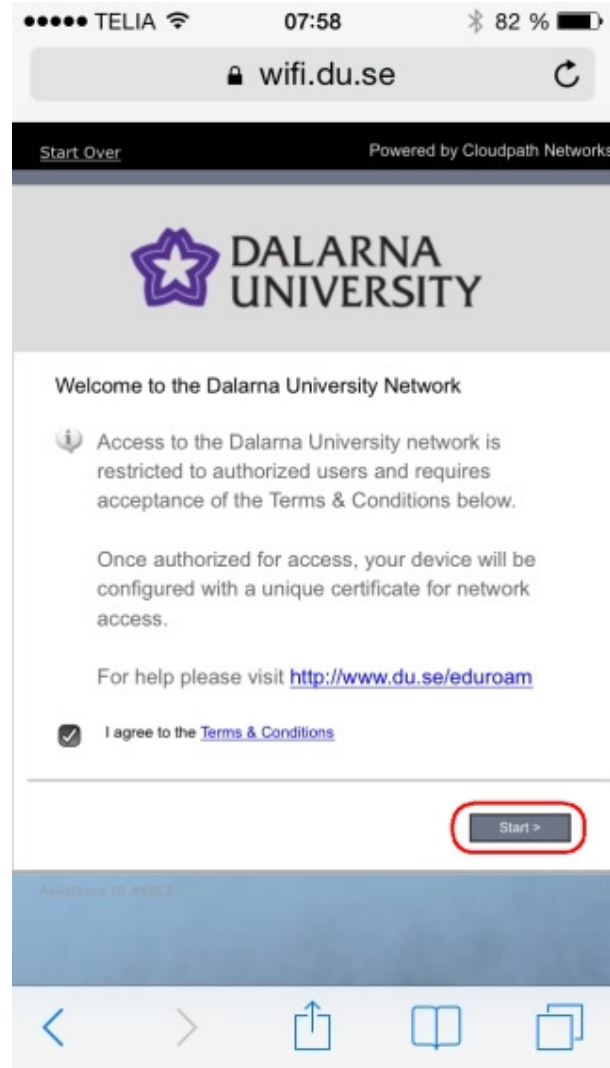 TELIA 07:58 82 %
wifi.du.se
Start Over Powered by Cloudpath Networks
DALARNA
UNIVERSITY
Welcome to the Dalarna University Network
Access to the Dalarna University network is
restricted to authorized users and requires
acceptance of the Terms & Conditions below.
Once authorized for access, your device will be
configured with a unique certificate for network
access.
For help please visit http://www.du.se/eduroam
I agree to the Terms & Conditions
Start >
Assistance ID